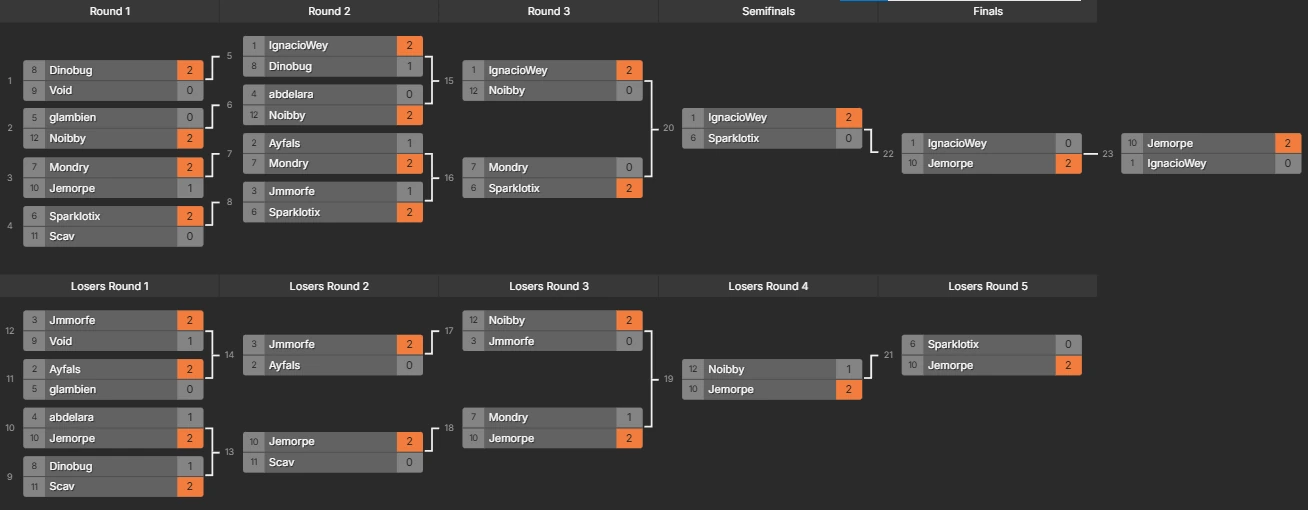 Round 1 Round 2 Round 3 Semifinals Finals
1
8 Dinobug 2
9 Void 0
2
5 glambien 0
12 Noibby 2
3
7 Mondry 2
10 Jemorpe 1
4
6 Sparklotix 2
11 Scav 0
5
1 IgnacioWey 2
8 Dinobug 1
6
4 abdelara 0
12 Noibby 2
7
2 Ayfals 1
7 Mondry 2
8
3 Jmmorfe 1
6 Sparklotix 2
15
1 IgnacioWey 2
12 Noibby 0
16
7 Mondry 0
6 Sparklotix 2
20
1 IgnacioWey 2
6 Sparklotix 0
22
1 IgnacioWey 0
10 Jemorpe 2
23
10 Jemorpe 2
1 IgnacioWey 0
Losers Round 1 Losers Round 2 Losers Round 3 Losers Round 4 Losers Round 5
12
3 Jmmorfe 2
9 Void 1
11
2 Ayfals 2
5 glambien 0
10
4 abdelara 1
10 Jemorpe 2
9
8 Dinobug 1
11 Scav 2
14
3 Jmmorfe 2
2 Ayfals 0
13
10 Jemorpe 2
11 Scav 0
17
12 Noibby 2
3 Jmmorfe 0
18
7 Mondry 1
10 Jemorpe 2
19
12 Noibby 1
10 Jemorpe 2
21
6 Sparklotix 0
10 Jemorpe 2